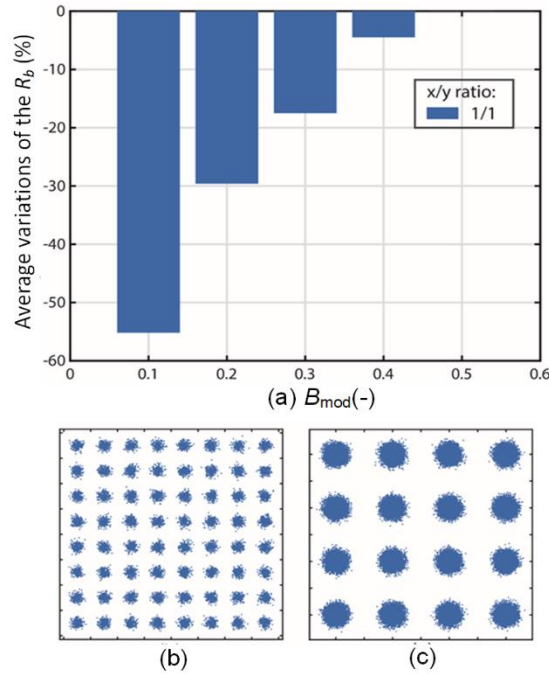 Average variations of the R_b (%)
0
-10
-20
-30
-40
-50
-60
x/y ratio:
1/1
0 0.1 0.2 0.3 0.4 0.5 0.6
(a) B_mod(-)
(b) (c)